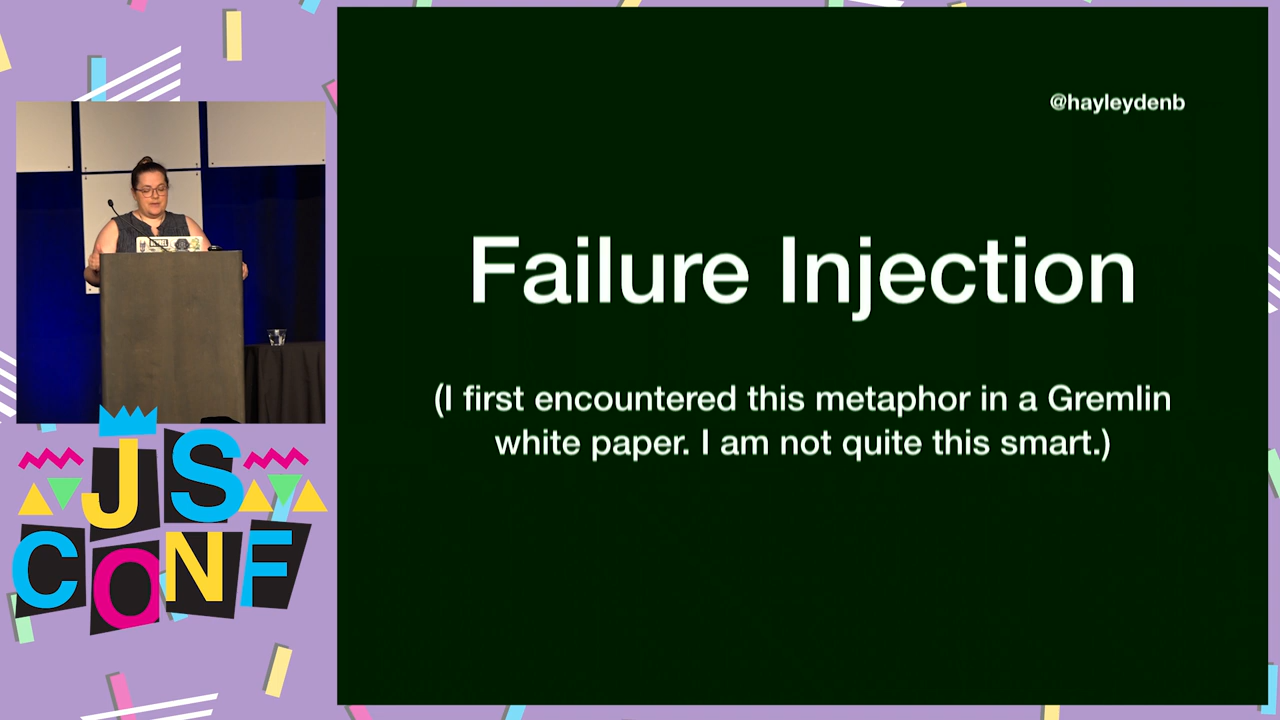 @hayleydenb
Failure Injection
(I first encountered this metaphor in a Gremlin
white paper. I am not quite this smart.)
JS
CONF